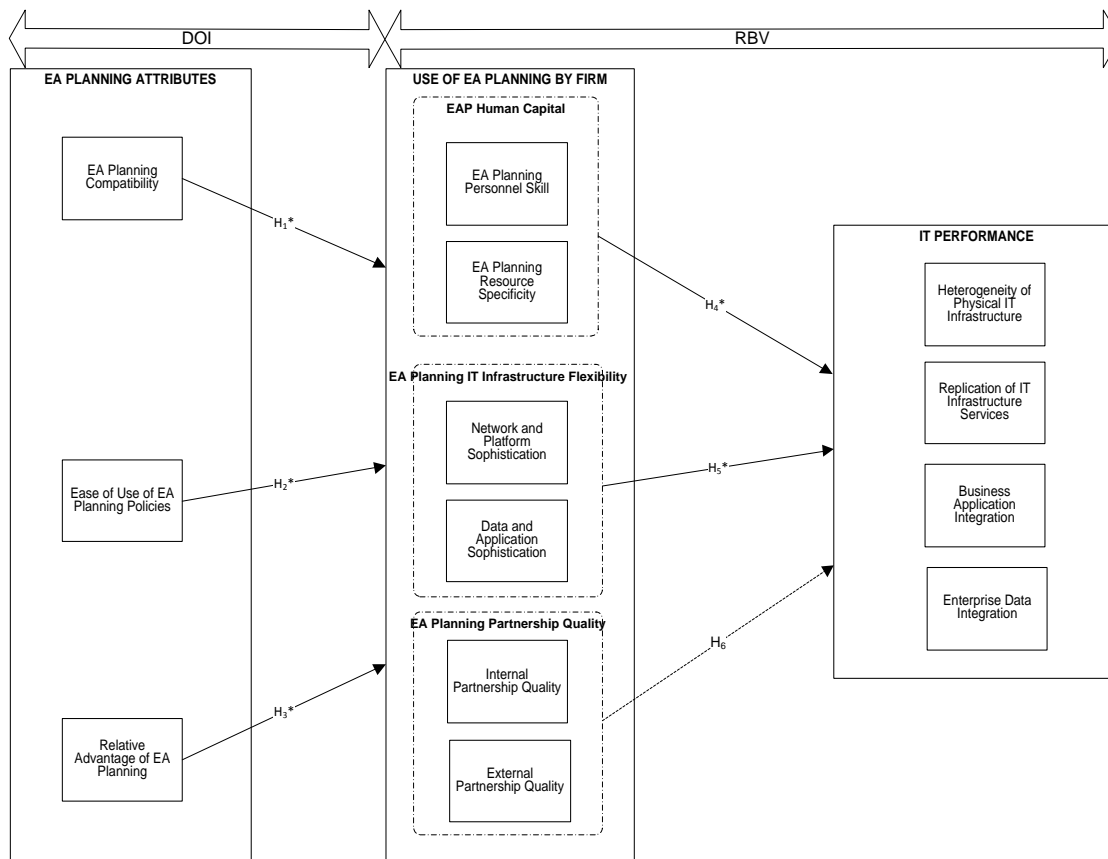 DOI
RBV
EA PLANNING ATTRIBUTES
USE OF EA PLANNING BY FIRM
EAP Human Capital
EA Planning
Compatibility
EA Planning
Personnel Skill
H₁*
EA Planning
Resource
Specificity
H₄*
IT PERFORMANCE
Heterogeneity of
Physical IT
Infrastructure
EA Planning IT Infrastructure Flexibility
Replication of IT
Infrastructure
Services
Network and
Platform
Sophistication
Ease of Use of EA
Planning Policies
H₂*
H₅*
Business
Application
Integration
Data and
Application
Sophistication
Enterprise Data
Integration
EA Planning Partnership Quality
Internal
Partnership Quality
H₆
H₃*
Relative
Advantage of EA
Planning
External
Partnership Quality